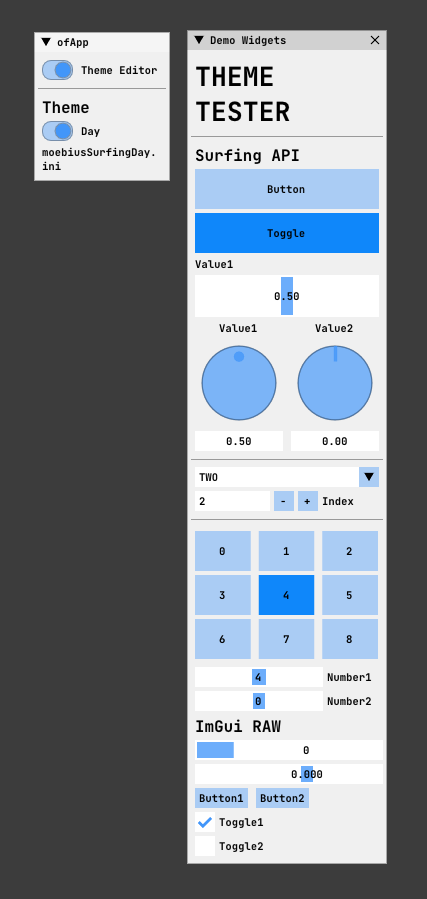 ofApp
Theme Editor
Theme
Day
moebiusSurfingDay.
ini
Demo Widgets
THEME
TESTER
Surfing API
Button
Toggle
Value1
0.50
Value1 Value2
0.50 0.00
TWO
2 - + Index
0 1 2
3 4 5
6 7 8
4 Number1
0 Number2
ImGui RAW
0
0.000
Button1 Button2
Toggle1
Toggle2